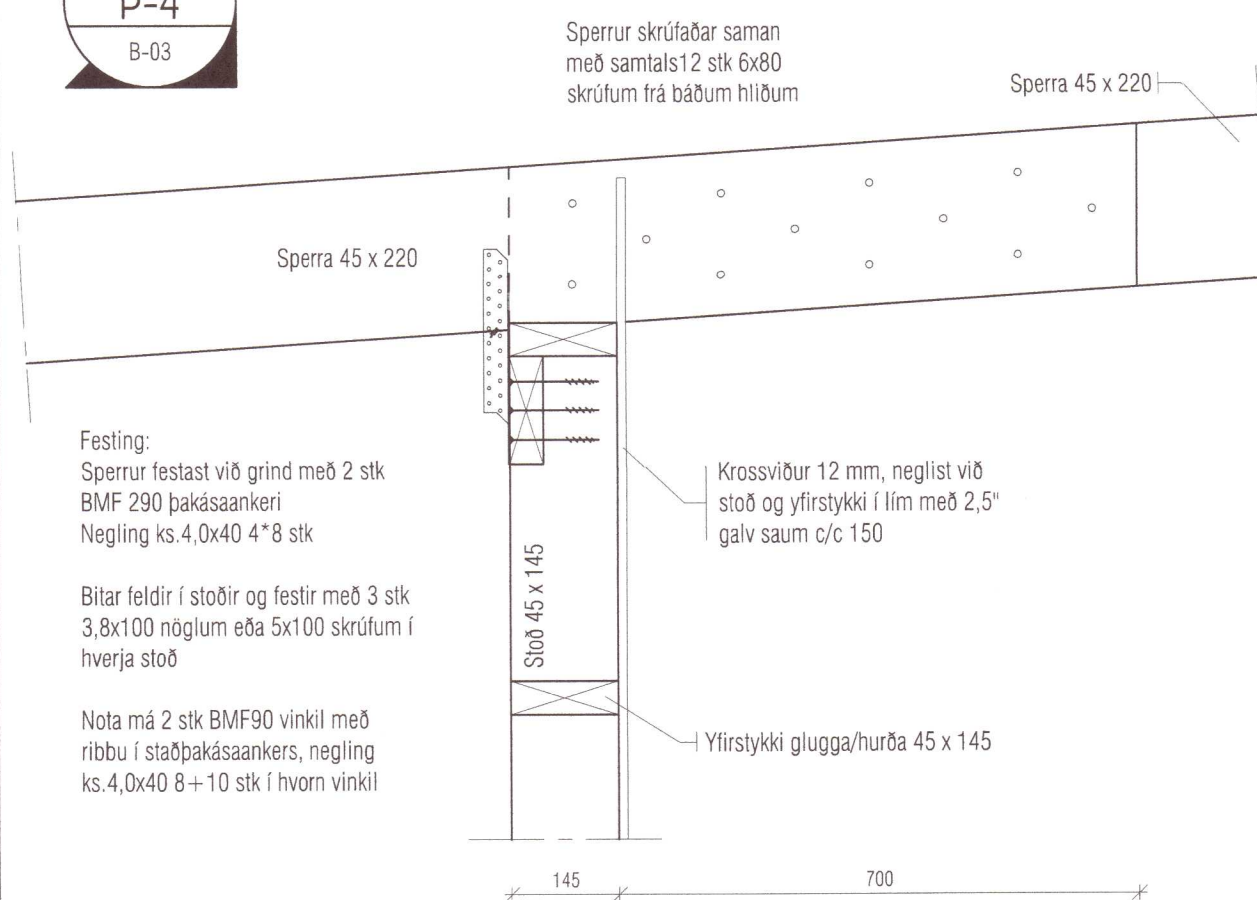 P-4
B-03
Sperrur skrúfaðar saman
með samtals12 stk 6x80
skrúfum frá báðum hliðum
Sperra 45 x 220
Sperra 45 x 220
Festing:
Sperrur festast við grind með 2 stk
BMF 290 þakásaankeri
Negling ks.4,0x40 4*8 stk
Bitar feldir í stoðir og festir með 3 stk
3,8x100 nöglum eða 5x100 skrúfum í
hverja stoð
Nota má 2 stk BMF90 vinkil með
ribbu í staðþakásaankers, negling
ks.4,0x40 8+10 stk í hvorn vinkil
Stoð 45 x 145
Krossviður 12 mm, neglist við
stoð og yfirstykki í lím með 2,5"
galv saum c/c 150
Yfirstykki glugga/hurða 45 x 145
145
700